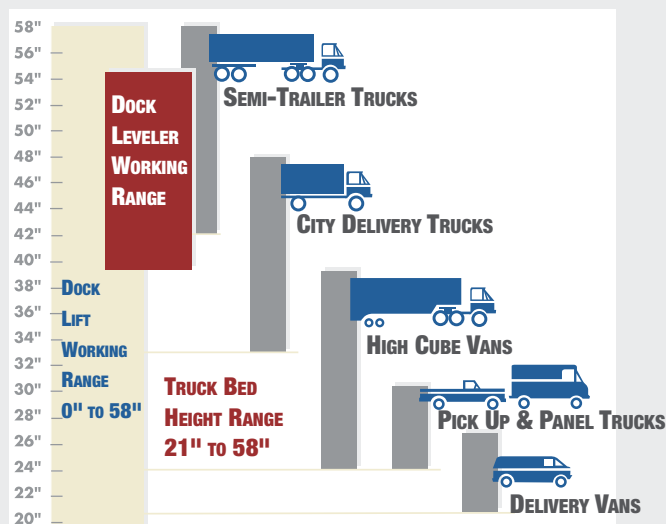 58"
56"
54"
52"
50"
48"
46"
44"
42"
40"
38"
36"
34"
32"
30"
28"
26"
24"
22"
20"
Dock
Leveler
Working
Range
Dock
Lift
Working
Range
0" to 58"
Semi-Trailer Trucks
City Delivery Trucks
High Cube Vans
Truck Bed
Height Range
21" to 58"
Pick Up & Panel Trucks
Delivery Vans